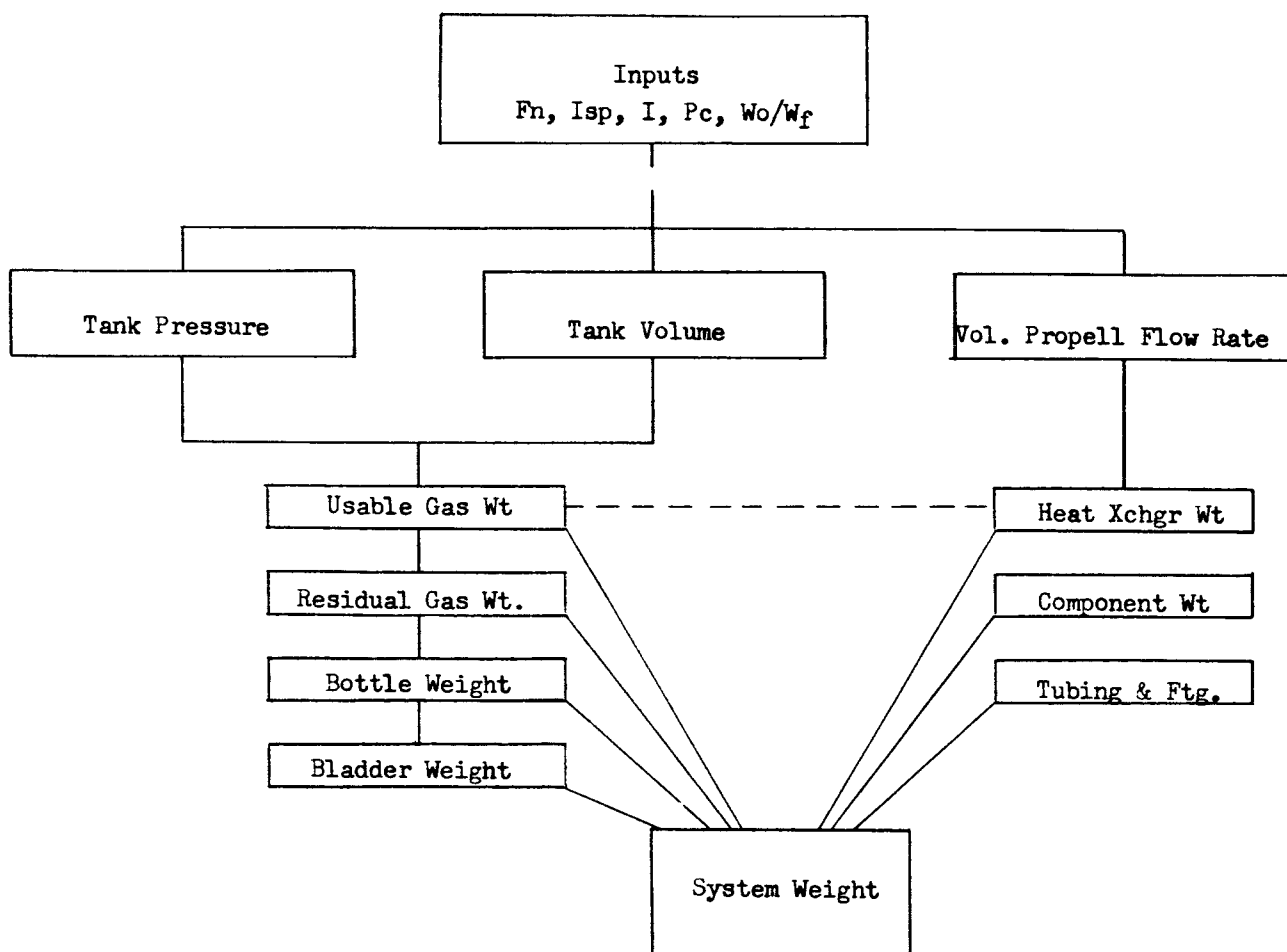 Inputs
Fn, Isp, I, Pc, Wo/Wf
Tank Pressure
Tank Volume
Vol. Propell Flow Rate
Usable Gas Wt
Heat Xchgr Wt
Residual Gas Wt.
Component Wt
Bottle Weight
Tubing & Ftg.
Bladder Weight
System Weight